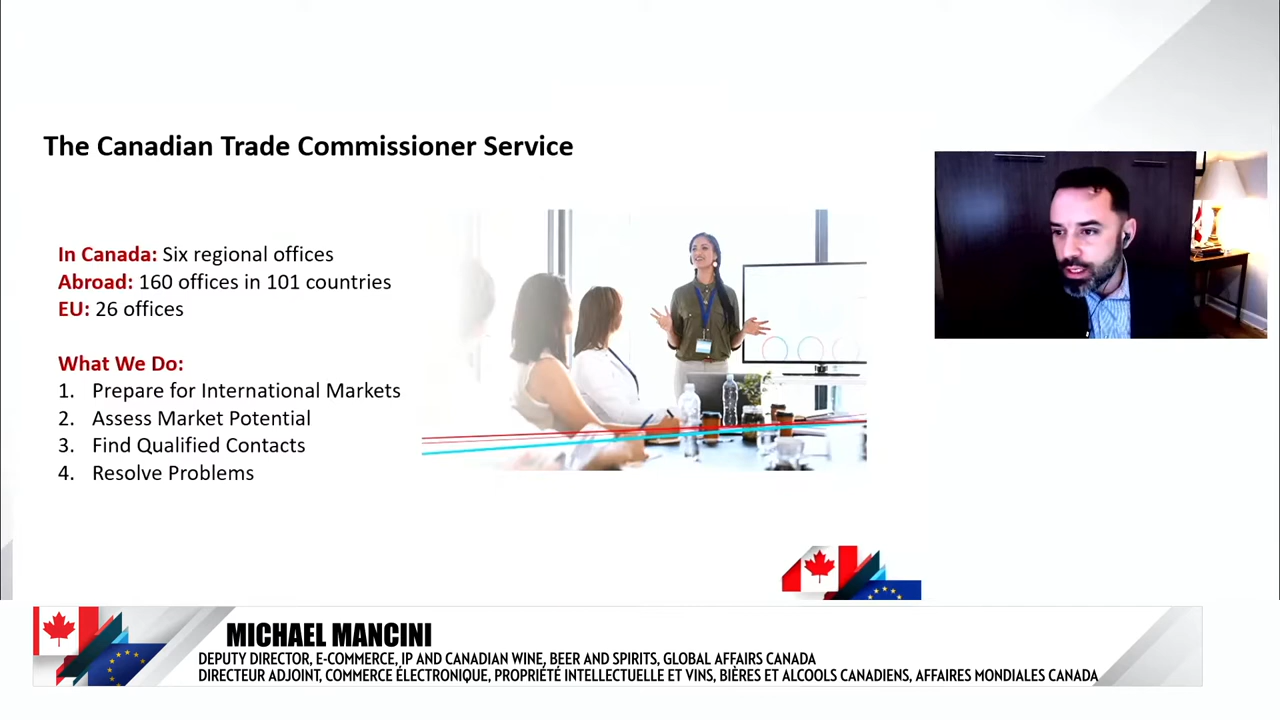 The Canadian Trade Commissioner Service
In Canada: Six regional offices
Abroad: 160 offices in 101 countries
EU: 26 offices
What We Do:
1. Prepare for International Markets
2. Assess Market Potential
3. Find Qualified Contacts
4. Resolve Problems
MICHAEL MANCINI
DEPUTY DIRECTOR, E-COMMERCE, IP AND CANADIAN WINE, BEER AND SPIRITS, GLOBAL AFFAIRS CANADA
DIRECTEUR ADJOINT, COMMERCE ÉLECTRONIQUE, PROPRIÉTÉ INTELLECTUELLE ET VINS, BIÈRES ET ALCOOLS CANADIENS, AFFAIRES MONDIALES CANADA